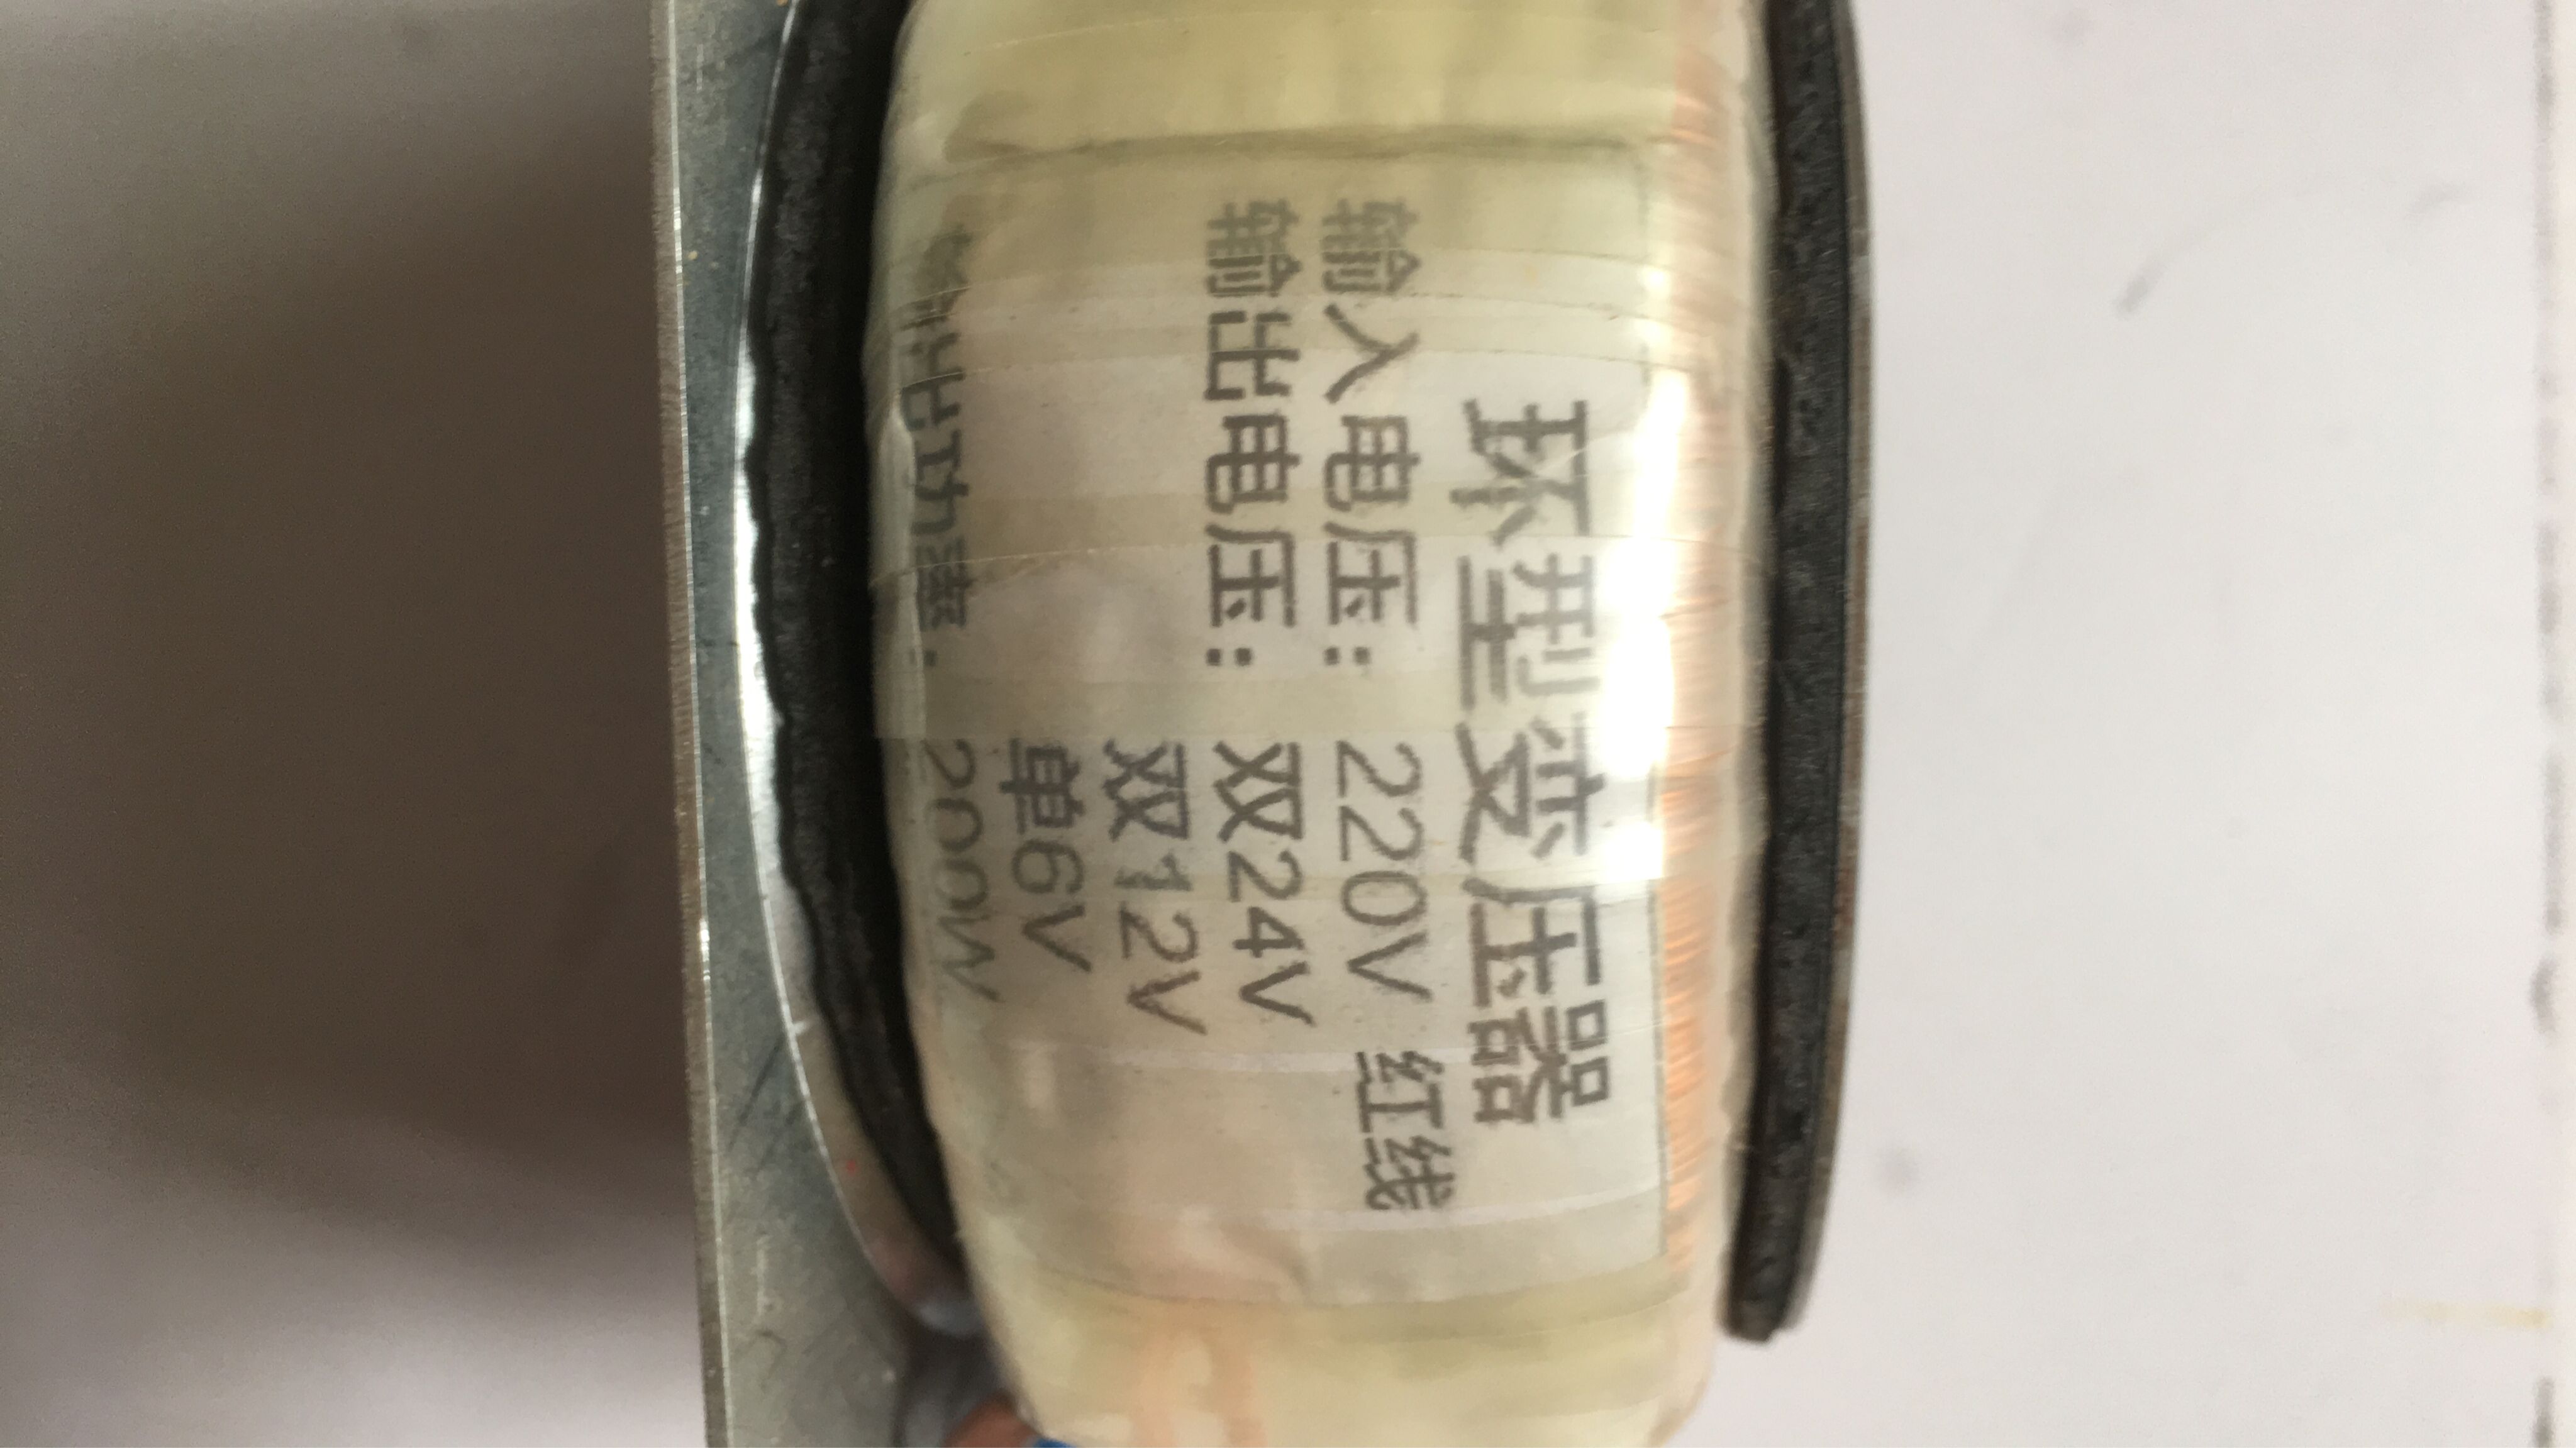 环型变压器
输入电压： 220V 红线
输出电压： 双24V
双12V
单6V
输出功率： 200W